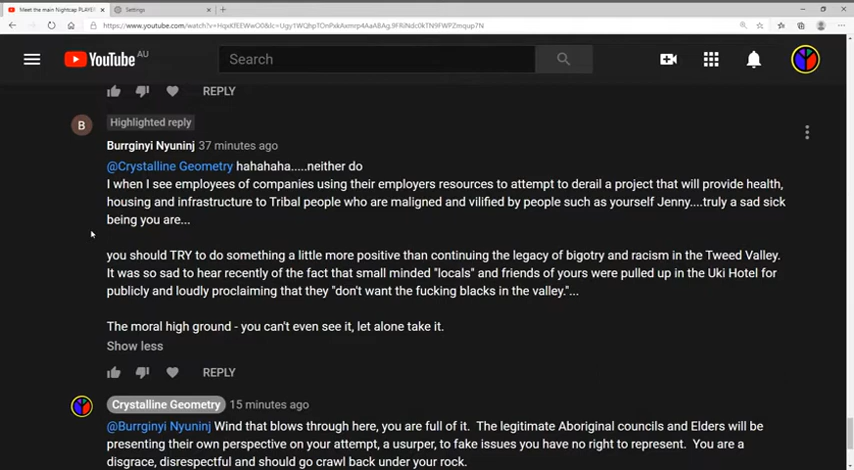 Meet the main Nightcap PLAYER
Settings
https://www.youtube.com/watch?v=
YouTube AU
Search
REPLY
Highlighted reply
B
Burrginyi Nyuninj 37 minutes ago
@Crystalline Geometry hahahaha.....neither do
I when I see employees of companies using their employers resources to attempt to derail a project that will provide health,
housing and infrastructure to Tribal people who are maligned and vilified by people such as yourself Jenny....truly a sad sick
being you are...
you should TRY to do something a little more positive than continuing the legacy of bigotry and racism in the Tweed Valley.
It was so sad to hear recently of the fact that small minded "locals" and friends of yours were pulled up in the Uki Hotel for
publicly and loudly proclaiming that they "don't want the fucking blacks in the valley."...
The moral high ground - you can't even see it, let alone take it.
Show less
REPLY
Crystalline Geometry 15 minutes ago
@Burrginyi Nyuninj Wind that blows through here, you are full of it. The legitimate Aboriginal councils and Elders will be
presenting their own perspective on your attempt, a usurper, to fake issues you have no right to represent. You are a
disgrace, disrespectful and should go crawl back under your rock.